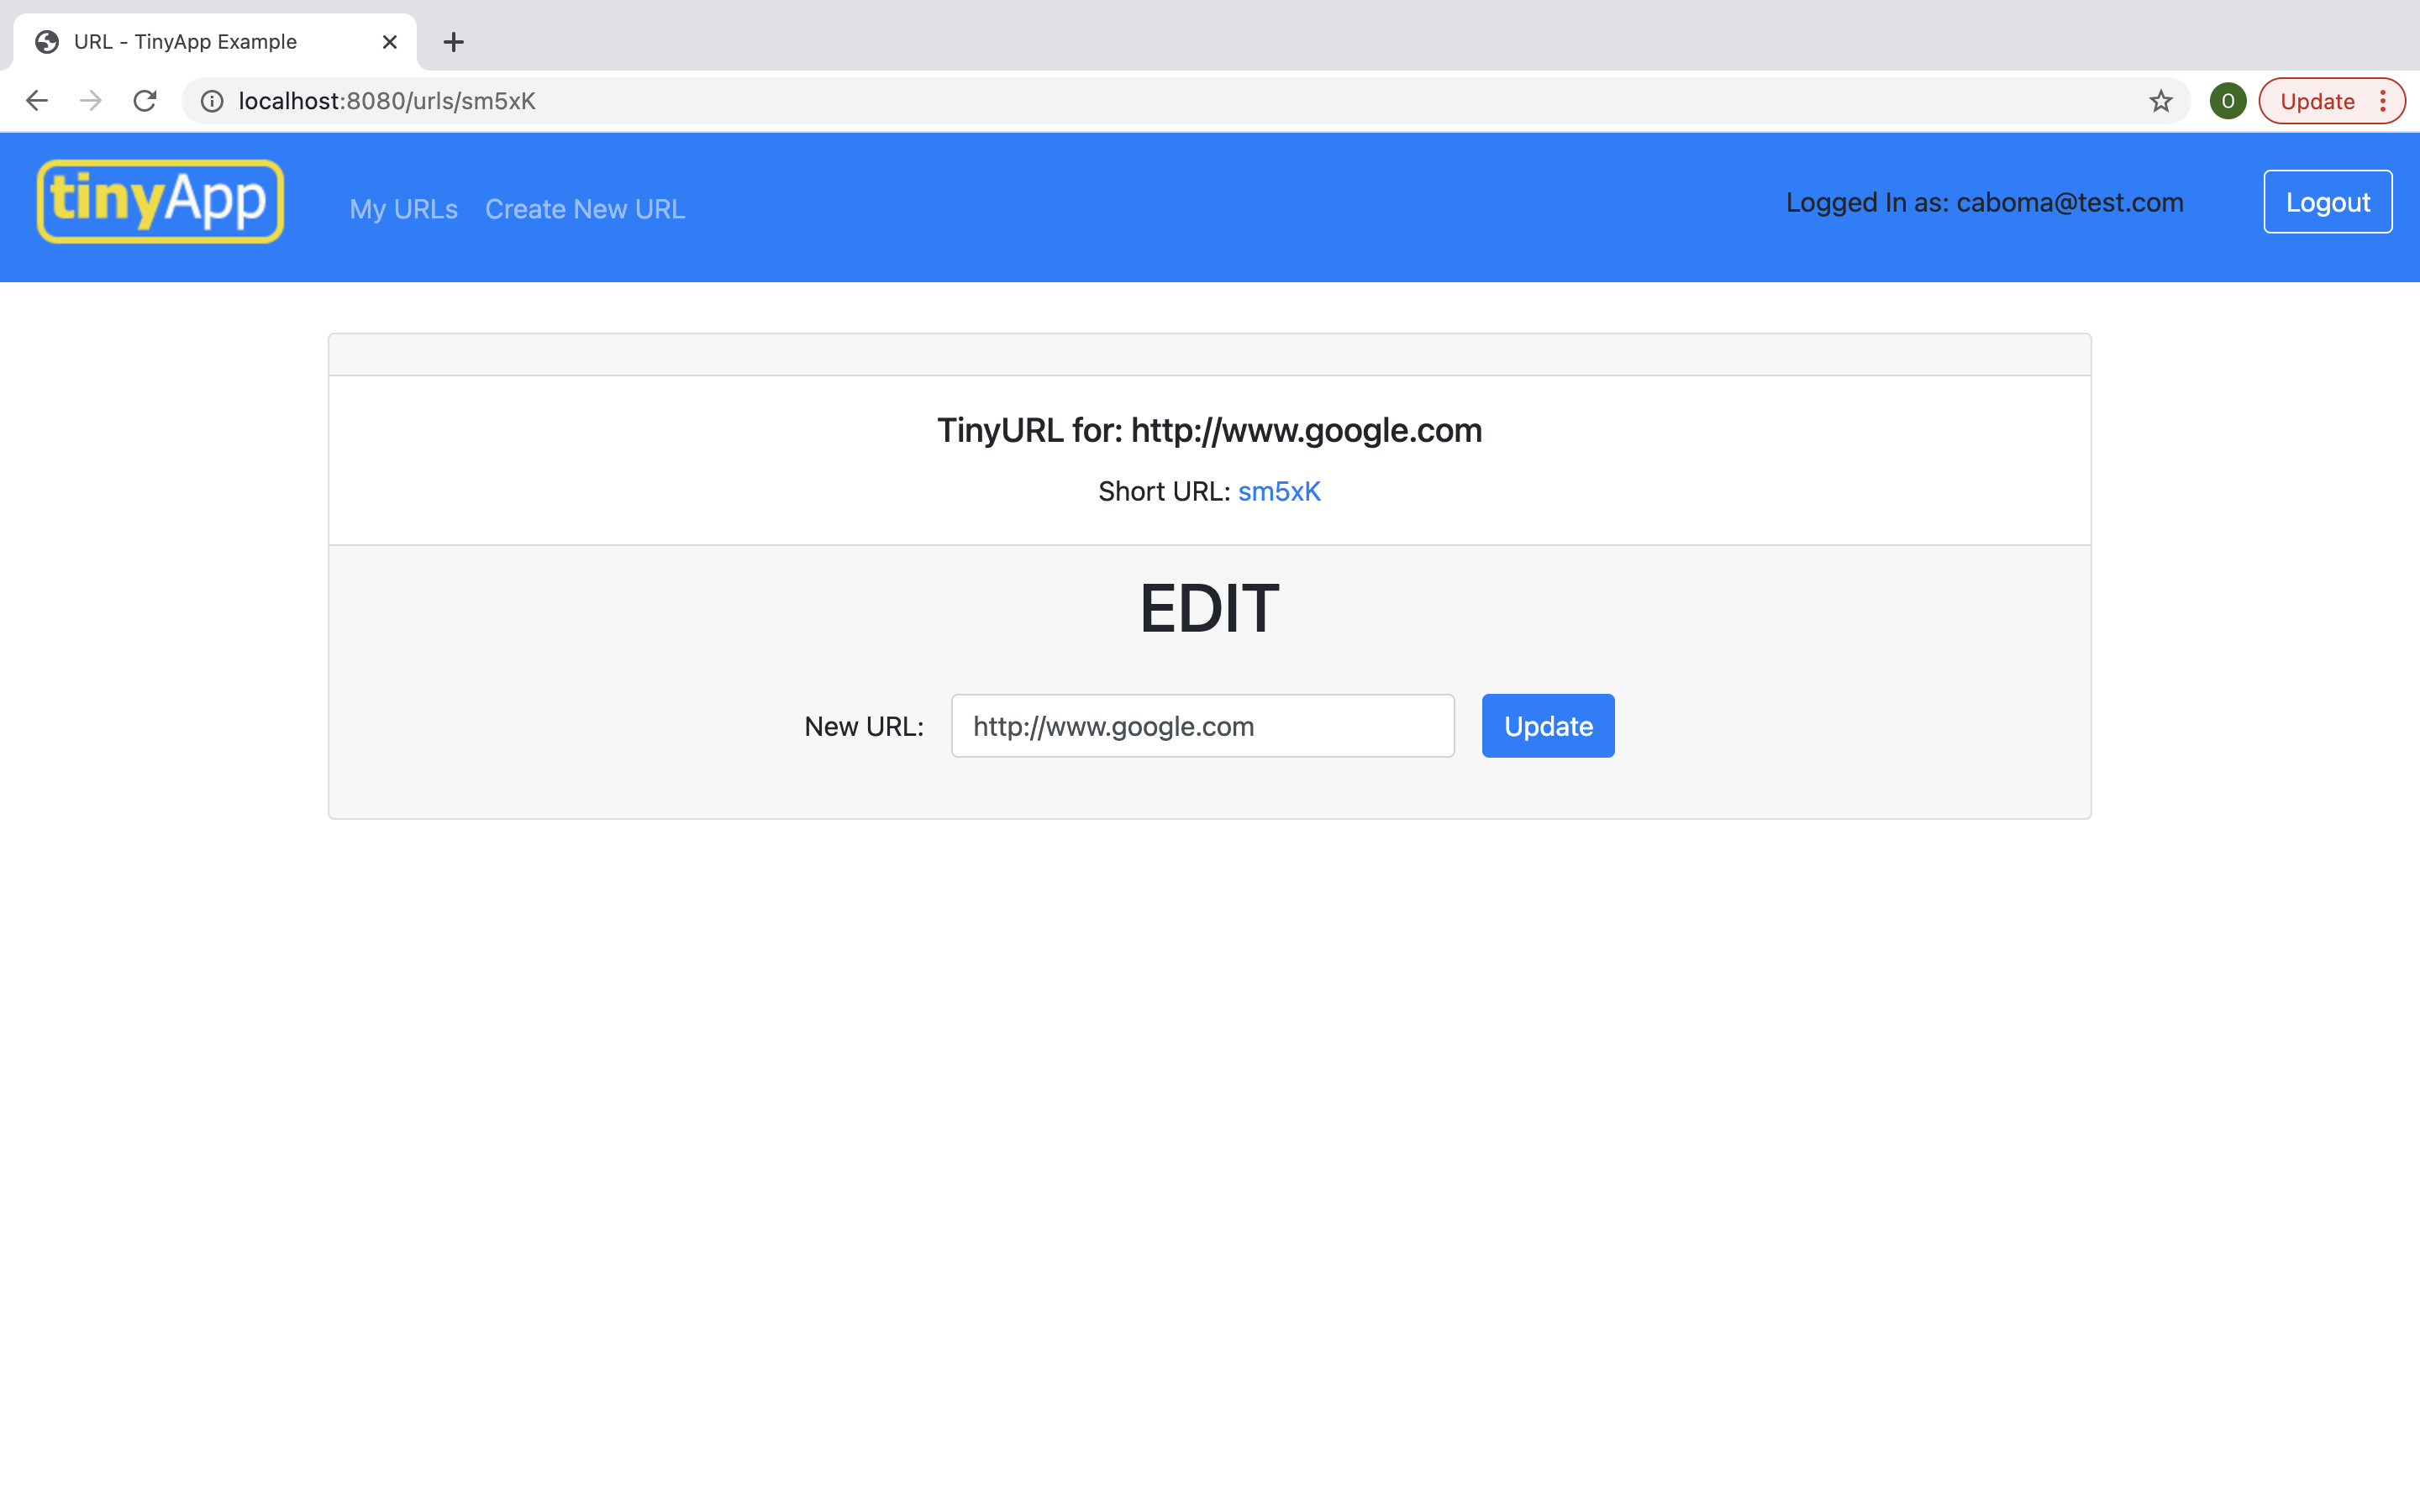 URL - TinyApp Example
localhost:8080/urls/sm5xK
O
Update
tinyApp
My URLs
Create New URL
Logged In as: caboma@test.com
Logout
TinyURL for: http://www.google.com
Short URL: sm5xK
EDIT
New URL:
http://www.google.com
Update